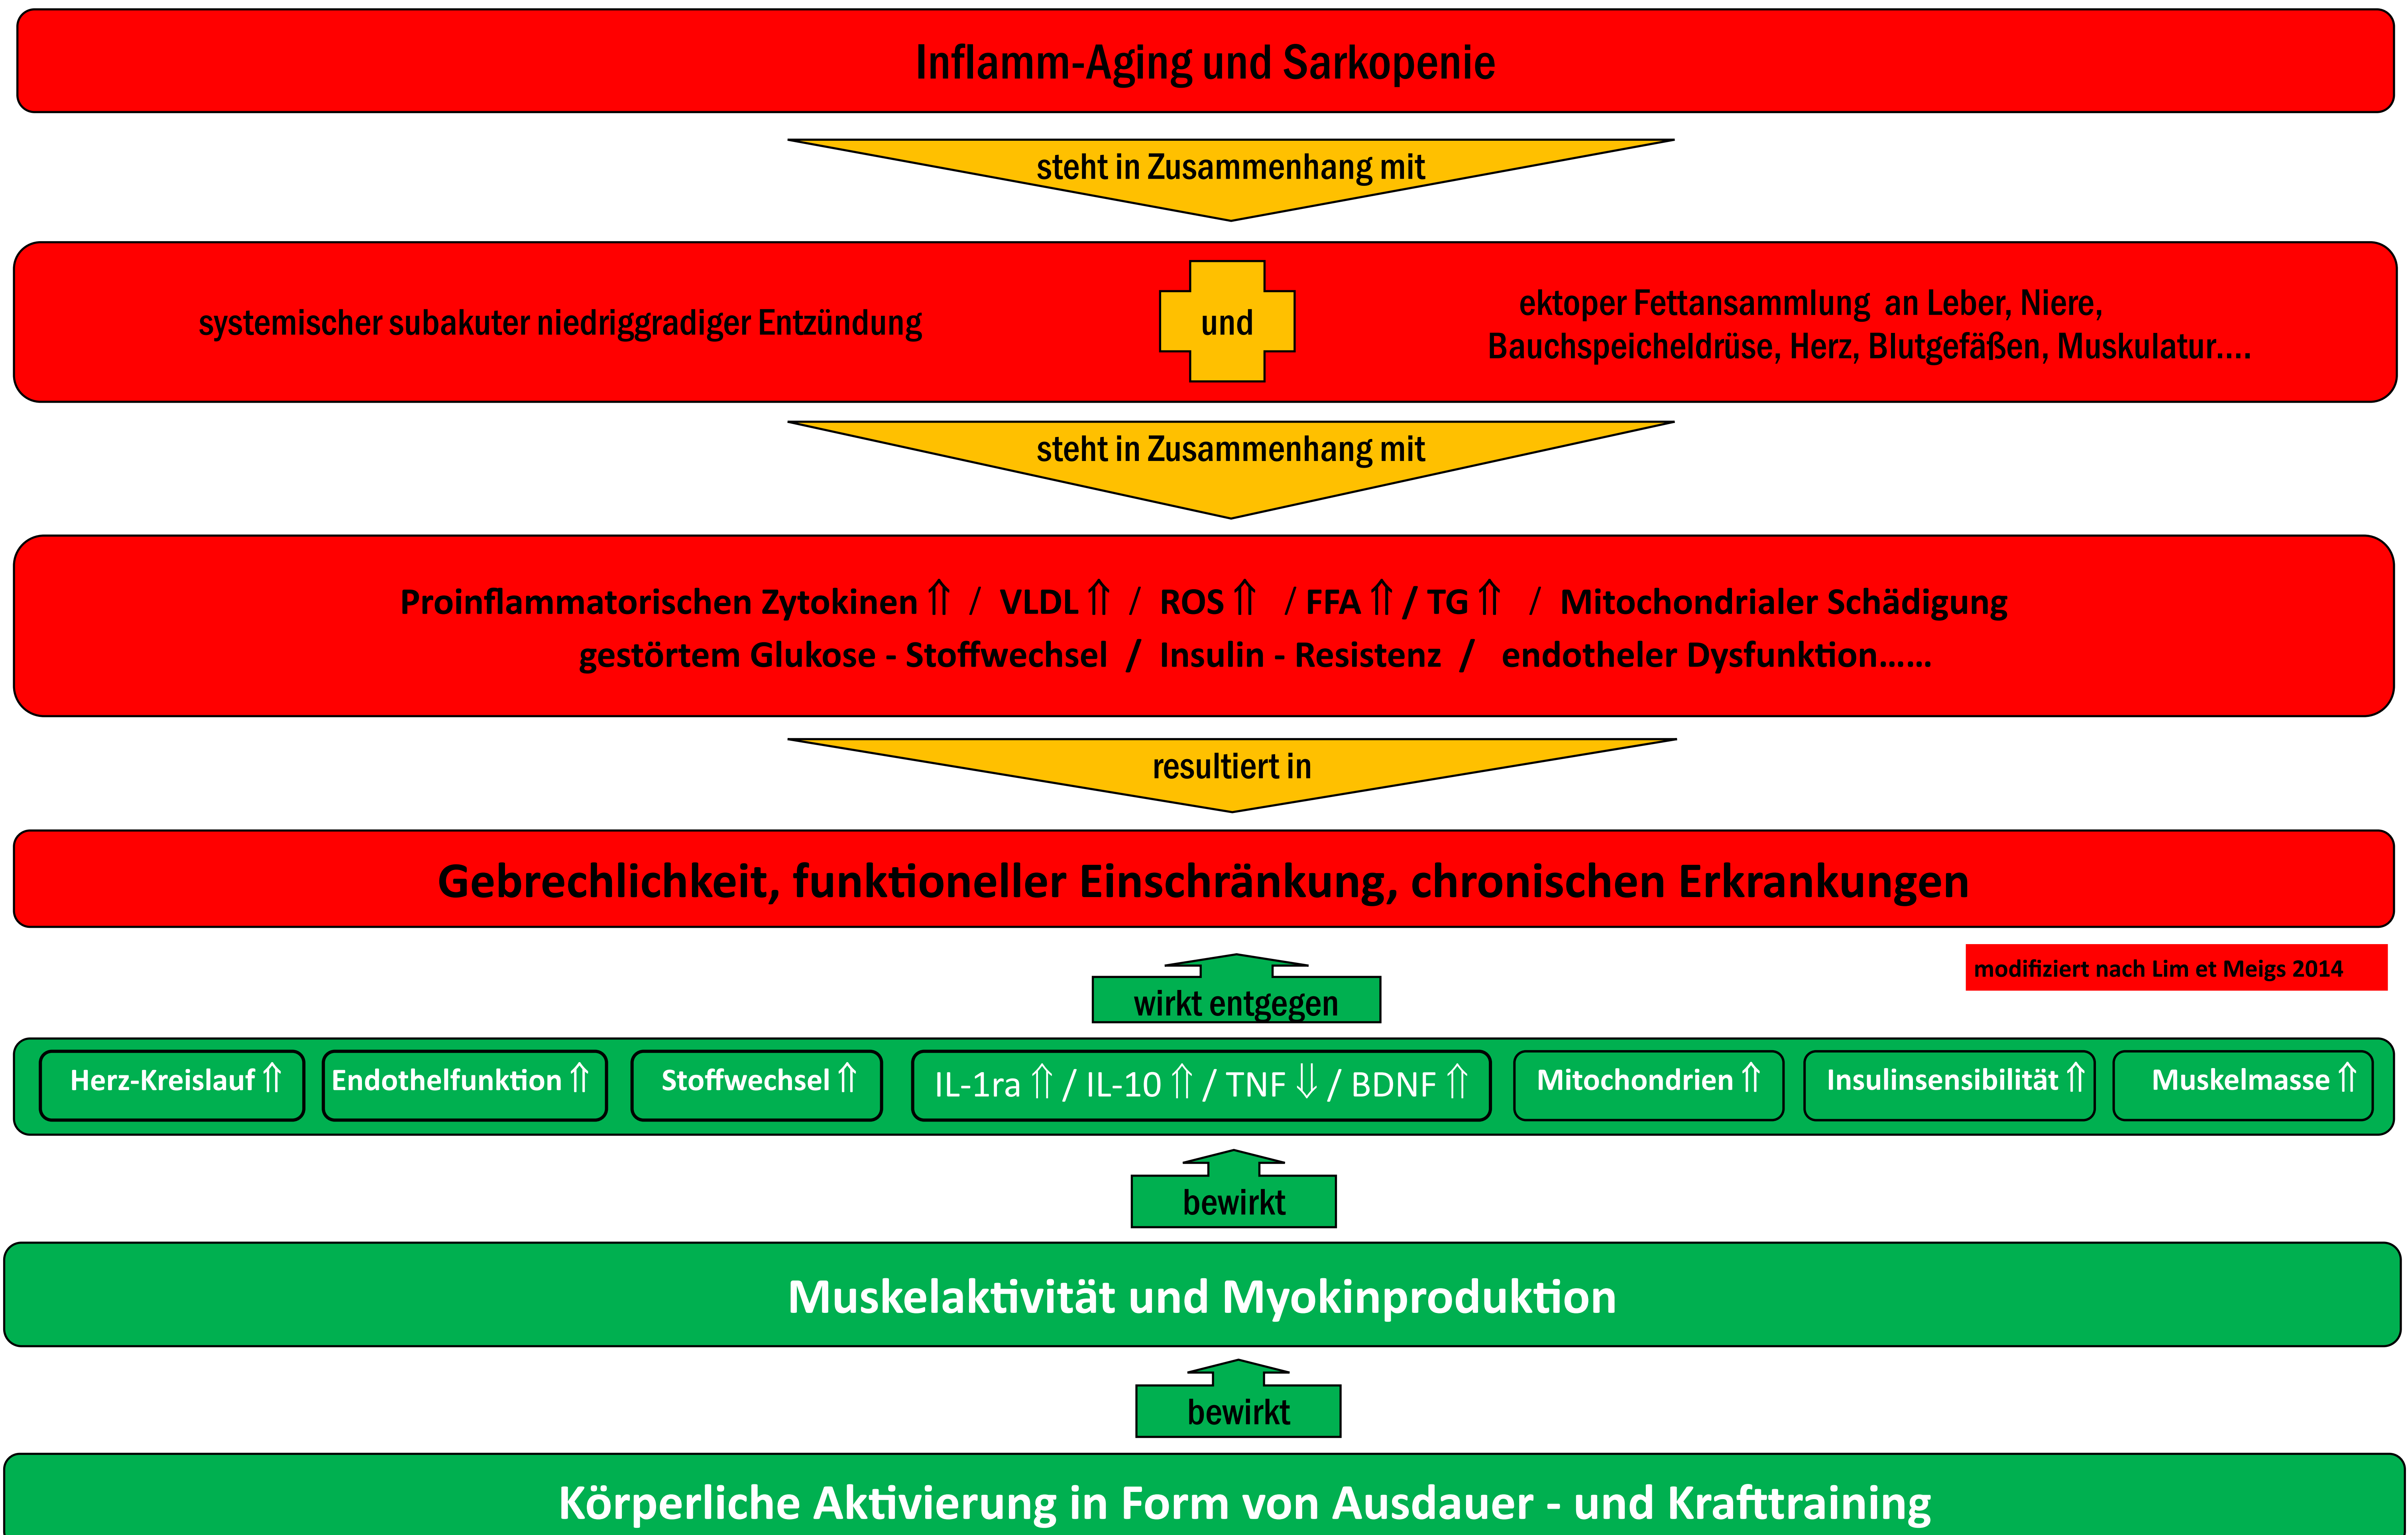 Inflamm-Aging und Sarkopenie
steht in Zusammenhang mit
systemischer subakuter niedriggradiger Entzündung
und
ektoper Fettansammlung an Leber, Niere,
Bauchspeicheldrüse, Herz, Blutgefäßen, Muskulatur....
steht in Zusammenhang mit
Proinflammatorischen Zytokinen ⇑ / VLDL ⇑ / ROS ⇑ / FFA ⇑ / TG ⇑ / Mitochondrialer Schädigung
gestörtem Glukose - Stoffwechsel / Insulin - Resistenz / endotheler Dysfunktion......
resultiert in
Gebrechlichkeit, funktioneller Einschränkung, chronischen Erkrankungen
modifiziert nach Lim et Meigs 2014
wirkt entgegen
Herz-Kreislauf ⇑
Endothelfunktion ⇑
Stoffwechsel ⇑
IL-1ra ⇑ / IL-10 ⇑ / TNF ⇓ / BDNF ⇑
Mitochondrien ⇑
Insulinsensibilität ⇑
Muskelmasse ⇑
bewirkt
Muskelaktivität und Myokinproduktion
bewirkt
Körperliche Aktivierung in Form von Ausdauer - und Krafttraining